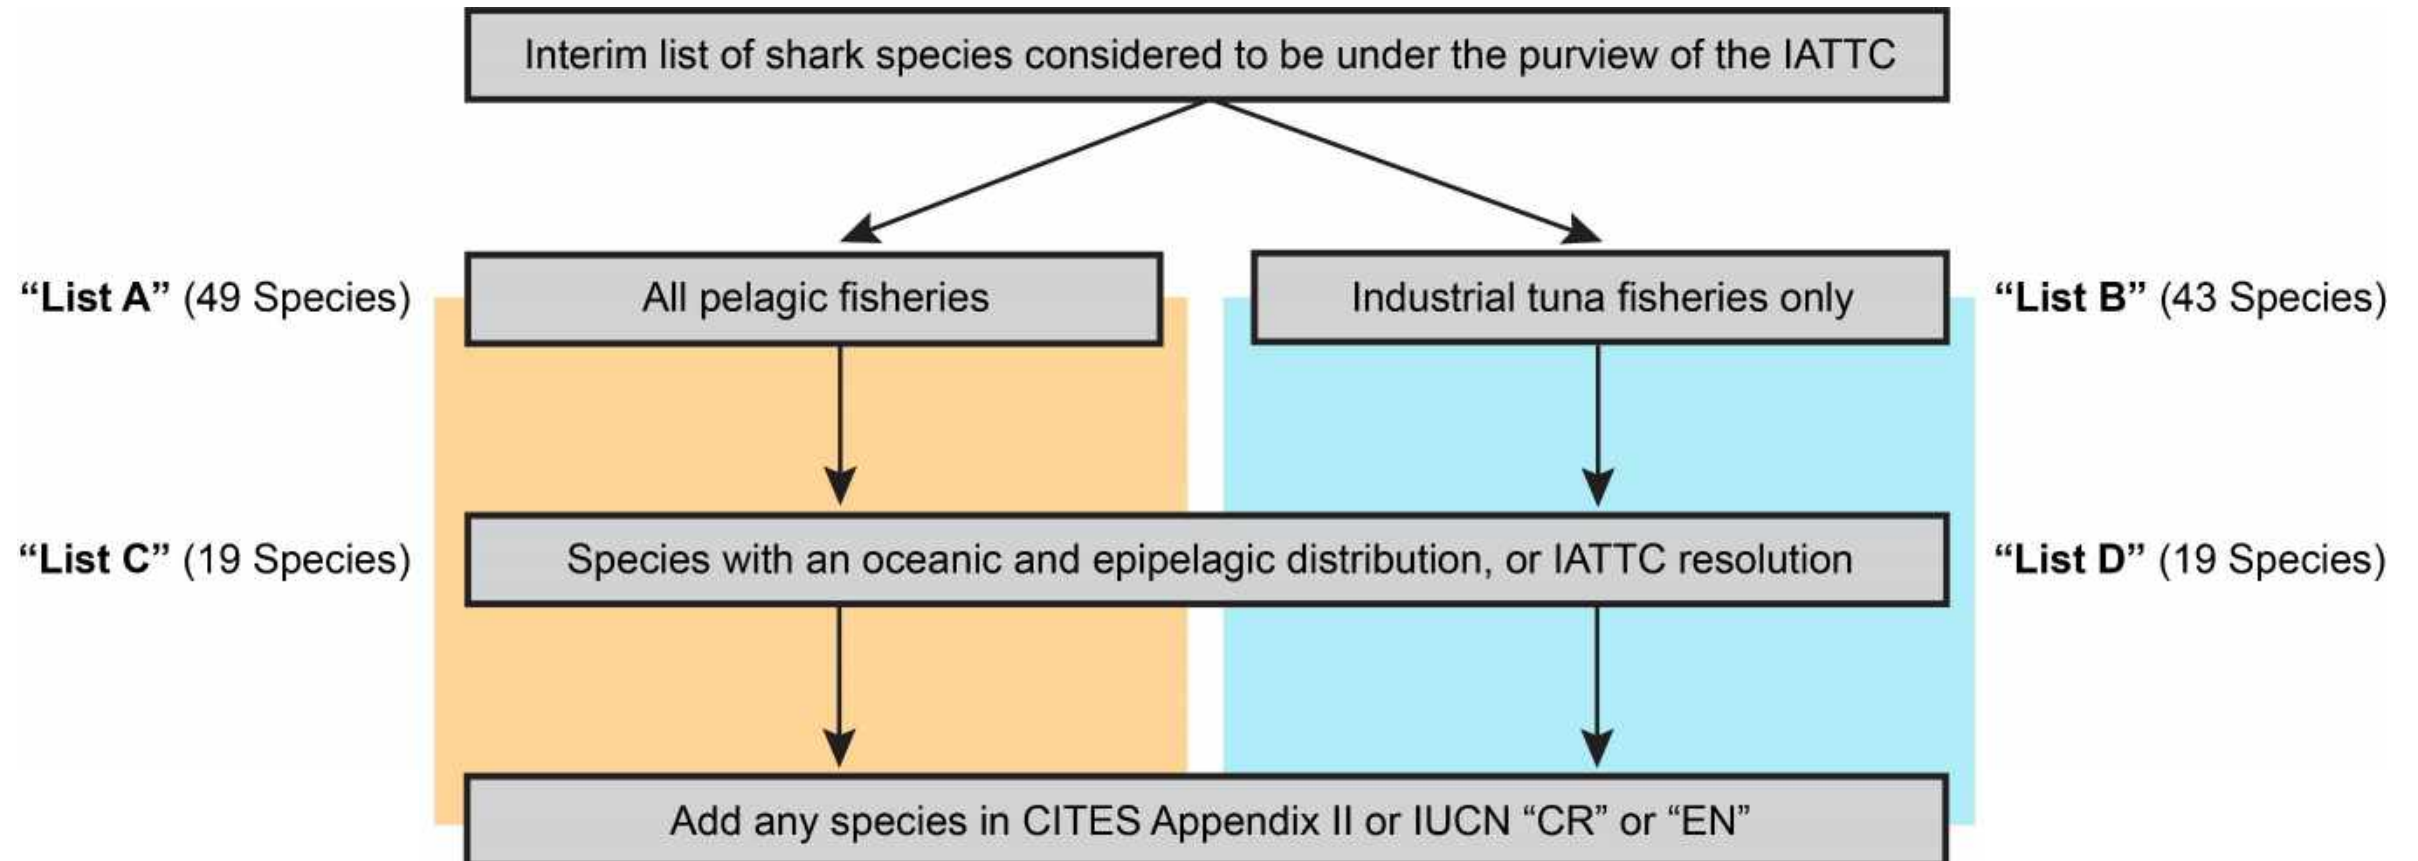 Interim list of shark species considered to be under the purview of the IATTC
“List A” (49 Species)
All pelagic fisheries
Industrial tuna fisheries only
“List B” (43 Species)
“List C” (19 Species)
Species with an oceanic and epipelagic distribution, or IATTC resolution
“List D” (19 Species)
Add any species in CITES Appendix II or IUCN “CR” or “EN”